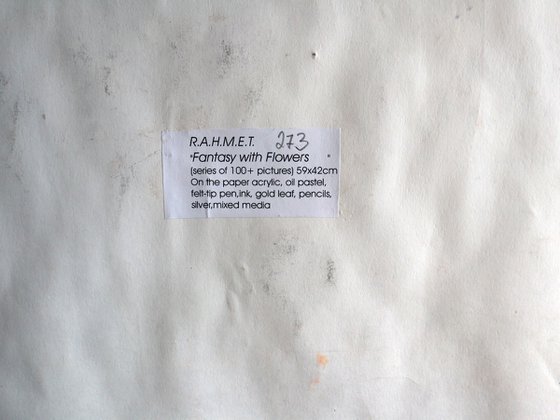 R.A.H.M.E.T. 273
"Fantasy with Flowers "
(series of 100+ pictures) 59x42cm
On the paper acrylic, oil pastel,
felt-tip pen,ink, gold leaf, pencils,
silver,mixed media